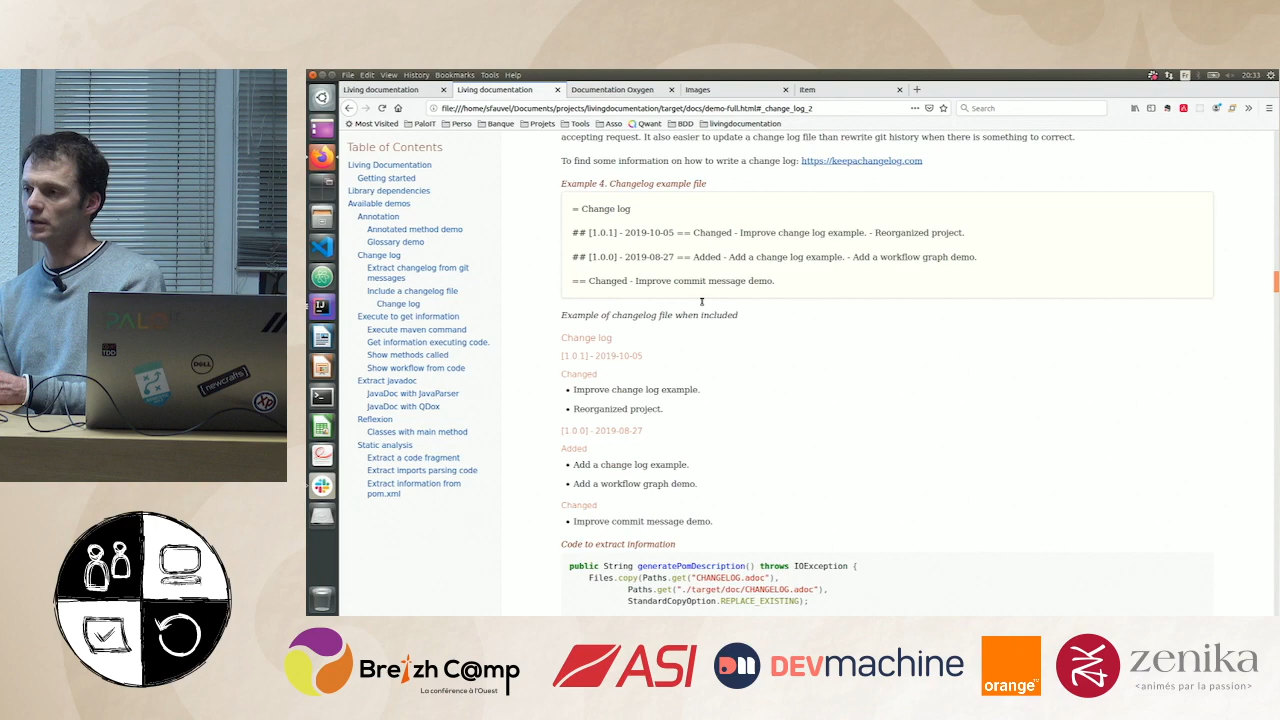 File Edit View History Bookmarks Tools Help
Fr
20:33
Living documentation
Living documentation
Documentation Oxygen
Images
Item
file:///home/sfauvel/Documents/projects/livingdocumentation/target/docs/demo-full.html#_change_log_2
Search
Most Visited PaloIT Perso Banque Projets Tools Asso Qwant BDD livingdocumentation
Table of Contents
Living Documentation
Getting started
Library dependencies
Available demos
Annotation
Annotated method demo
Glossary demo
Change log
Extract changelog from git
messages
Include a changelog file
Change log
Execute to get information
Execute maven command
Get information executing code.
Show methods called
Show workflow from code
Extract javadoc
JavaDoc with JavaParser
JavaDoc with QDox
Reflexion
Classes with main method
Static analysis
Extract a code fragment
Extract imports parsing code
Extract information from
pom.xml
accepting request. It also easier to update a change log file than rewrite git history when there is something to correct.
To find some information on how to write a change log: https://keepachangelog.com
Example 4. Changelog example file
= Change log
## [1.0.1] - 2019-10-05 == Changed - Improve change log example. - Reorganized project.
## [1.0.0] - 2019-08-27 == Added - Add a change log example. - Add a workflow graph demo.
== Changed - Improve commit message demo.
Example of changelog file when included
Change log
[1.0.1] - 2019-10-05
Changed
• Improve change log example.
• Reorganized project.
[1.0.0] - 2019-08-27
Added
• Add a change log example.
• Add a workflow graph demo.
Changed
• Improve commit message demo.
Code to extract information
public String generatePomDescription() throws IOException {
Files.copy(Paths.get("CHANGELOG.adoc"),
Paths.get("./target/doc/CHANGELOG.adoc"),
StandardCopyOption.REPLACE_EXISTING);
PALO
TDD
DELL
newcrafts
XP
Breizh C@mp
La conférence à l'Ouest
ASI
DEVmachine
orange
zenika
<animés par la passion>